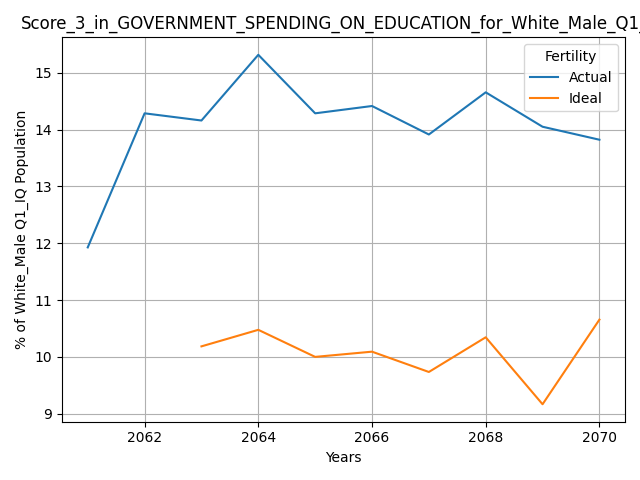 Score_3_in_GOVERNMENT_SPENDING_ON_EDUCATION_for_White_Male_Q1_
Fertility
Actual
Ideal
% of White_Male Q1_IQ Population
15
14
13
12
11
10
9
2062 2064 2066 2068 2070
Years